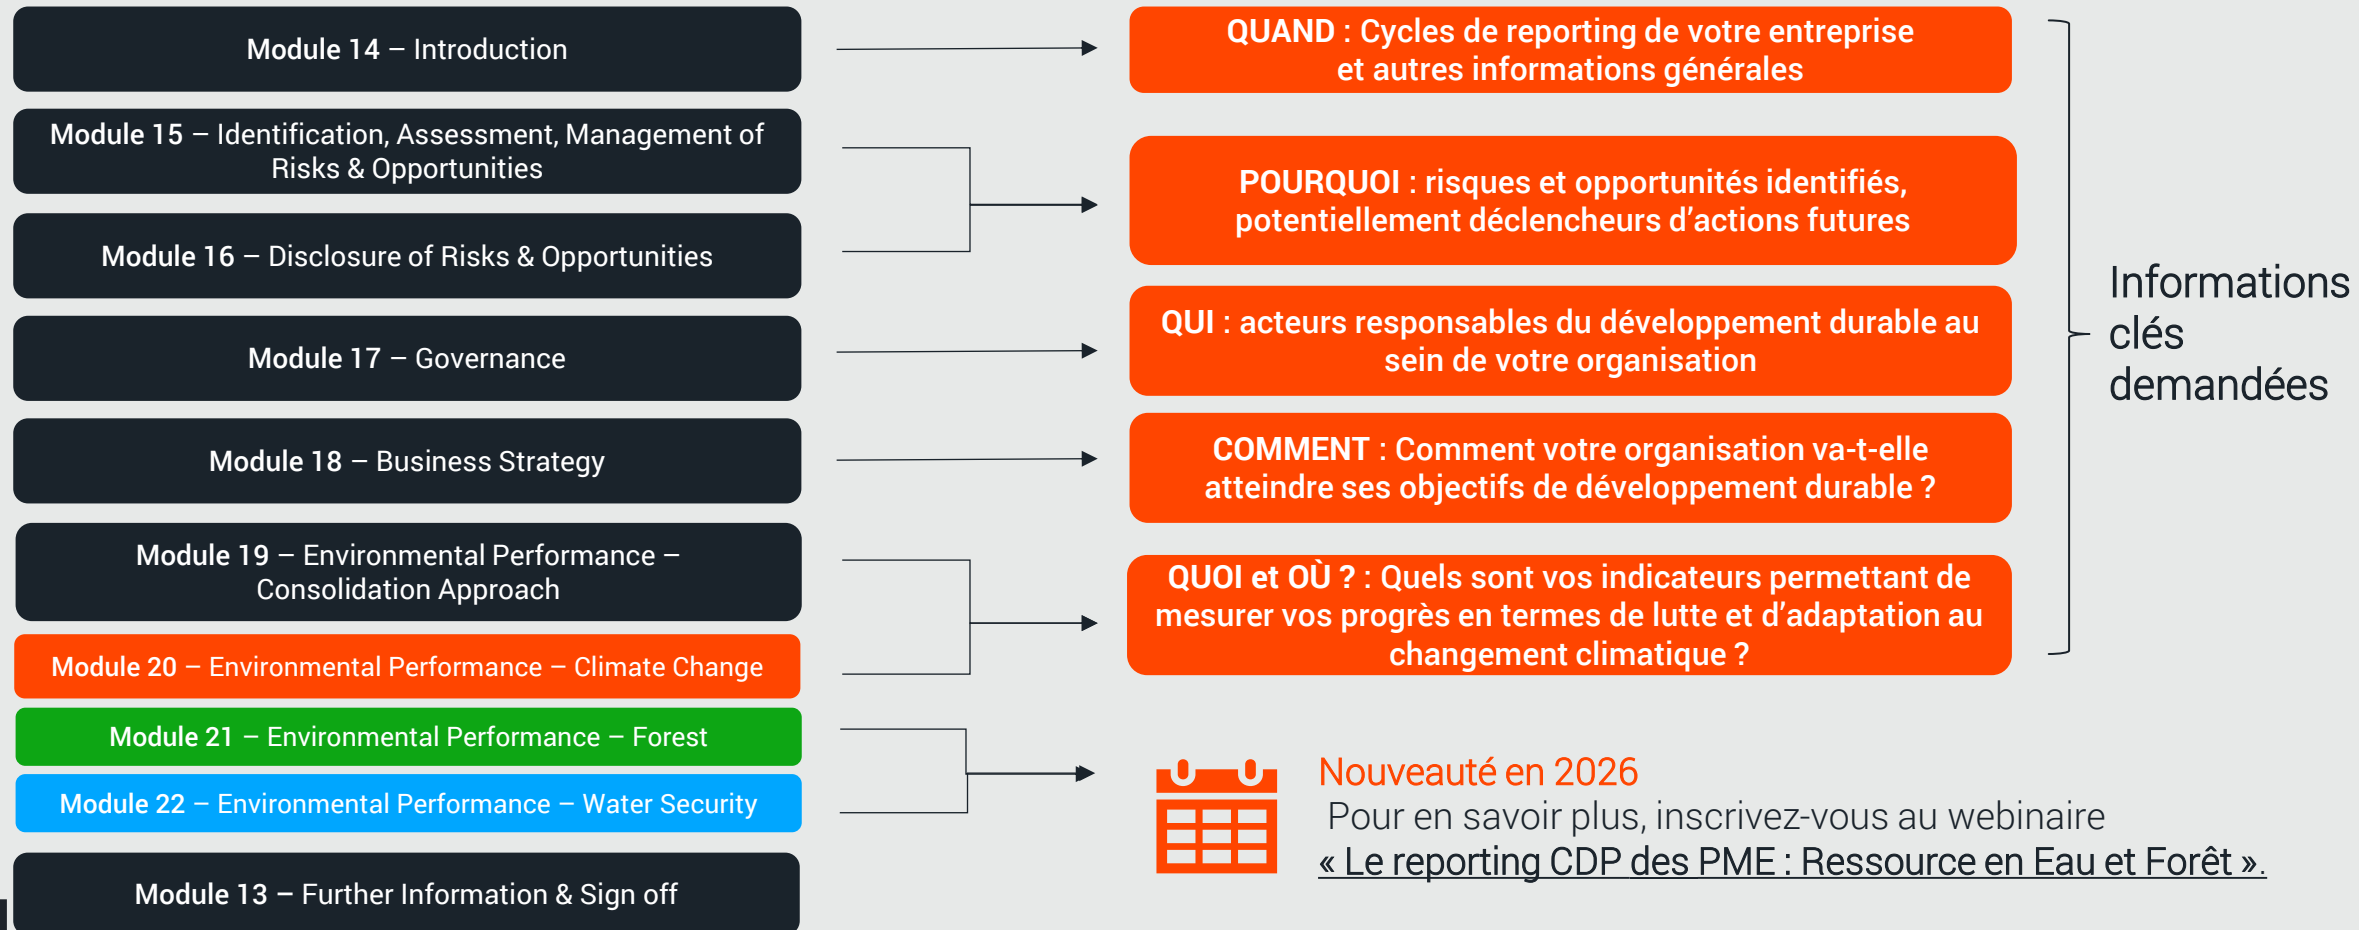 Module 14 – Introduction
QUAND : Cycles de reporting de votre entreprise
et autres informations générales
Module 15 – Identification, Assessment, Management of
Risks & Opportunities
Module 16 – Disclosure of Risks & Opportunities
POURQUOI : risques et opportunités identifiés,
potentiellement déclencheurs d’actions futures
Module 17 – Governance
QUI : acteurs responsables du développement durable au
sein de votre organisation
Module 18 – Business Strategy
COMMENT : Comment votre organisation va-t-elle
atteindre ses objectifs de développement durable ?
Module 19 – Environmental Performance –
Consolidation Approach
Module 20 – Environmental Performance – Climate Change
QUOI et OÙ ? : Quels sont vos indicateurs permettant de
mesurer vos progrès en termes de lutte et d’adaptation au
changement climatique ?
Informations
clés
demandées
Module 21 – Environmental Performance – Forest
Module 22 – Environmental Performance – Water Security
Nouveauté en 2026
Pour en savoir plus, inscrivez-vous au webinaire
« Le reporting CDP des PME : Ressource en Eau et Forêt ».
Module 13 – Further Information & Sign off